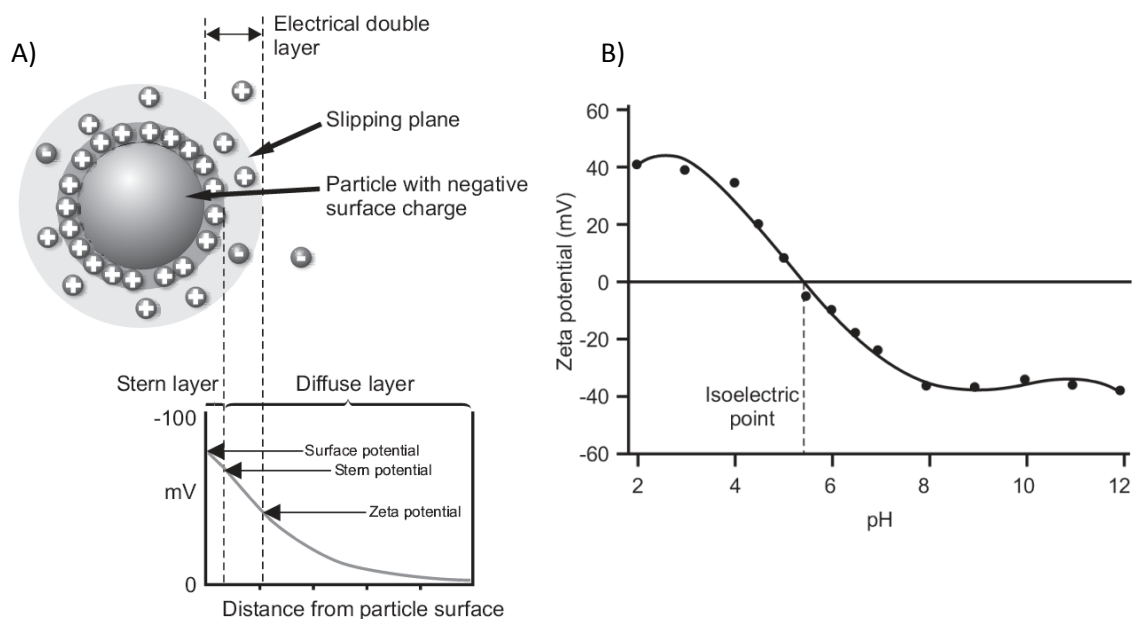 A)
Electrical double
layer
Slipping plane
Particle with negative
surface charge
Stern layer
Diffuse layer
-100
Surface potential
Stern potential
mV
Zeta potential
0
Distance from particle surface
B)
60
40
20
0
-20
-40
-60
Zeta potential (mV)
Isoelectric
point
2 4 6 8 10 12
pH